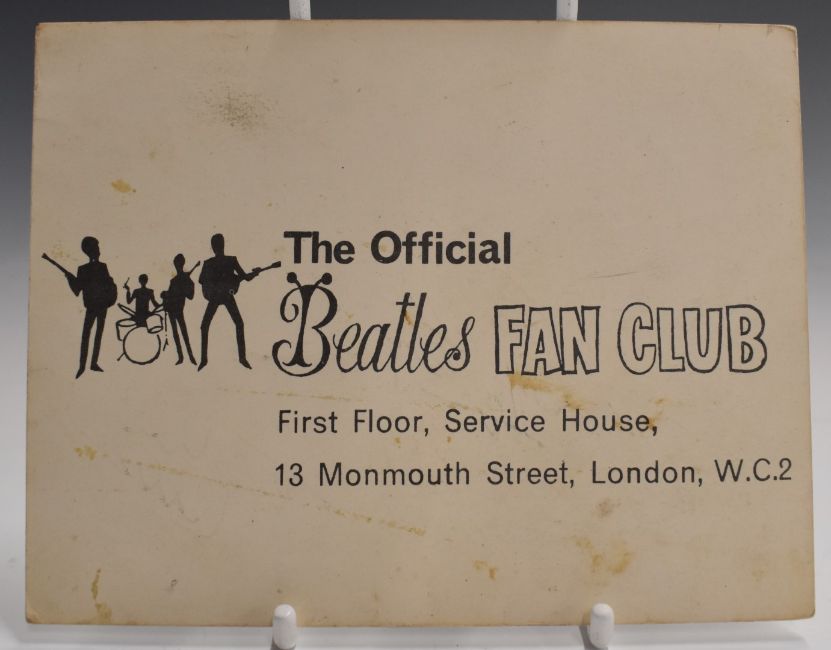 The Official
Beatles FAN CLUB
First Floor, Service House,
13 Monmouth Street, London, W.C.2